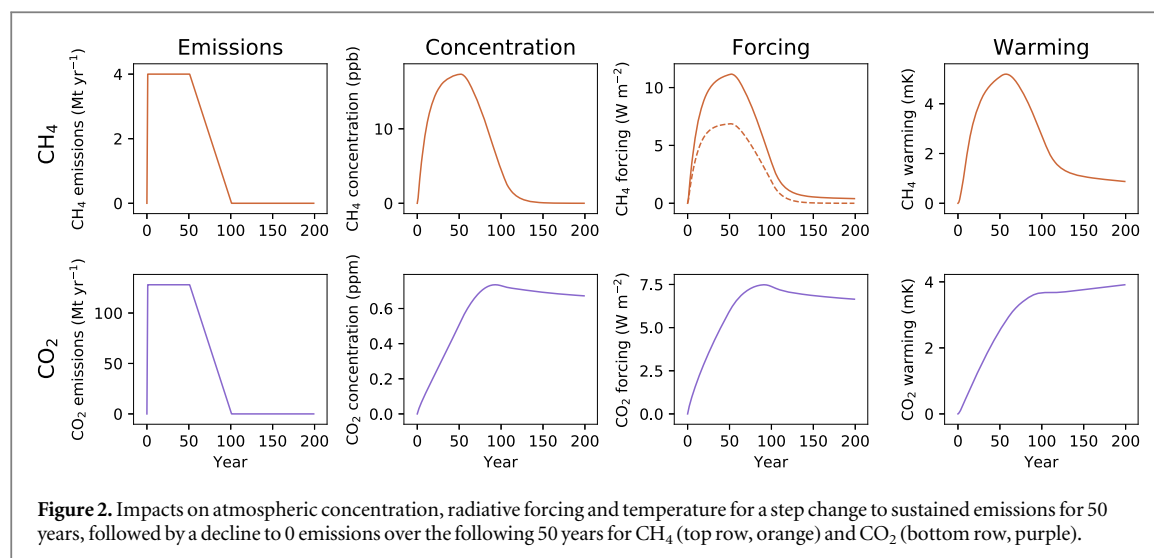 Emissions
Concentration
Forcing
Warming
CH₄
CH₄ emissions (Mt yr⁻¹)
4
2
0
0 50 100 150 200
CH₄ concentration (ppb)
10
0
0 50 100 150 200
CH₄ forcing (W m⁻²)
10
5
0
0 50 100 150 200
CH₄ warming (mK)
4
2
0
0 50 100 150 200
CO₂
CO₂ emissions (Mt yr⁻¹)
100
50
0
0 50 100 150 200
Year
CO₂ concentration (ppm)
0.6
0.4
0.2
0.0
0 50 100 150 200
Year
CO₂ forcing (W m⁻²)
7.5
5.0
2.5
0.0
0 50 100 150 200
Year
CO₂ warming (mK)
4
2
0
0 50 100 150 200
Year
Figure 2. Impacts on atmospheric concentration, radiative forcing and temperature for a step change to sustained emissions for 50
years, followed by a decline to 0 emissions over the following 50 years for CH₄ (top row, orange) and CO₂ (bottom row, purple).